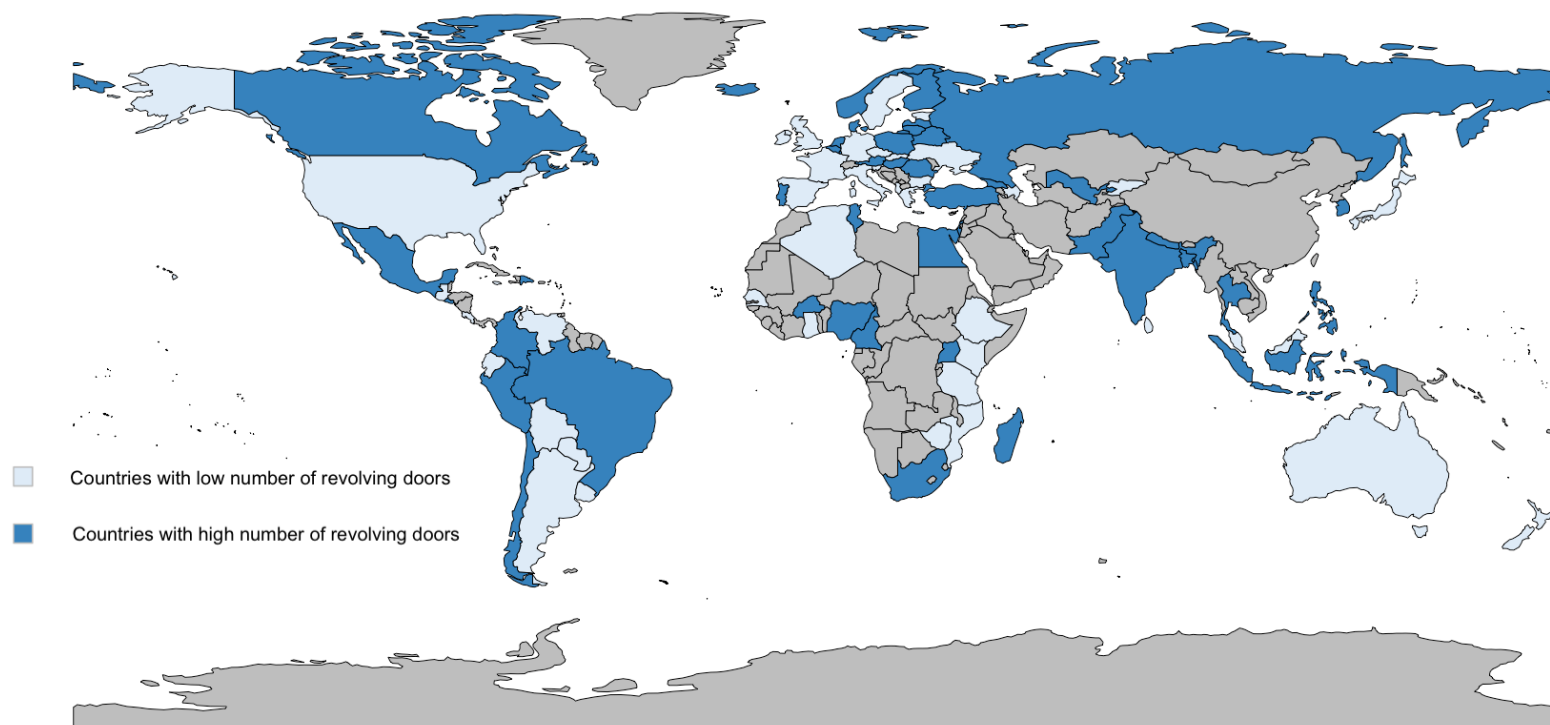 Countries with low number of revolving doors
Countries with high number of revolving doors